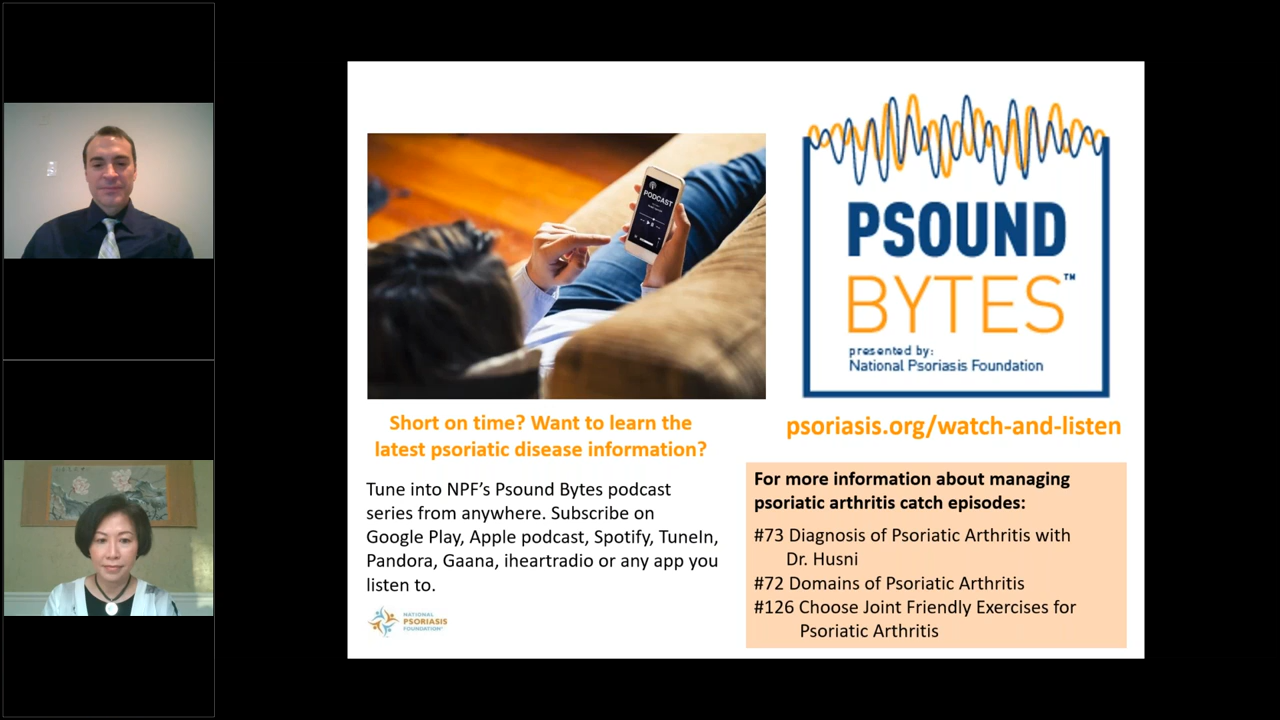 PODCAST
PSOUND
BYTES™
presented by:
National Psoriasis Foundation
Short on time? Want to learn the
latest psoriatic disease information?
psoriasis.org/watch-and-listen
Tune into NPF’s Psound Bytes podcast
series from anywhere. Subscribe on
Google Play, Apple podcast, Spotify, TuneIn,
Pandora, Gaana, iheartradio or any app you
listen to.
NATIONAL
PSORIASIS
FOUNDATION
For more information about managing
psoriatic arthritis catch episodes:
#73 Diagnosis of Psoriatic Arthritis with
Dr. Husni
#72 Domains of Psoriatic Arthritis
#126 Choose Joint Friendly Exercises for
Psoriatic Arthritis